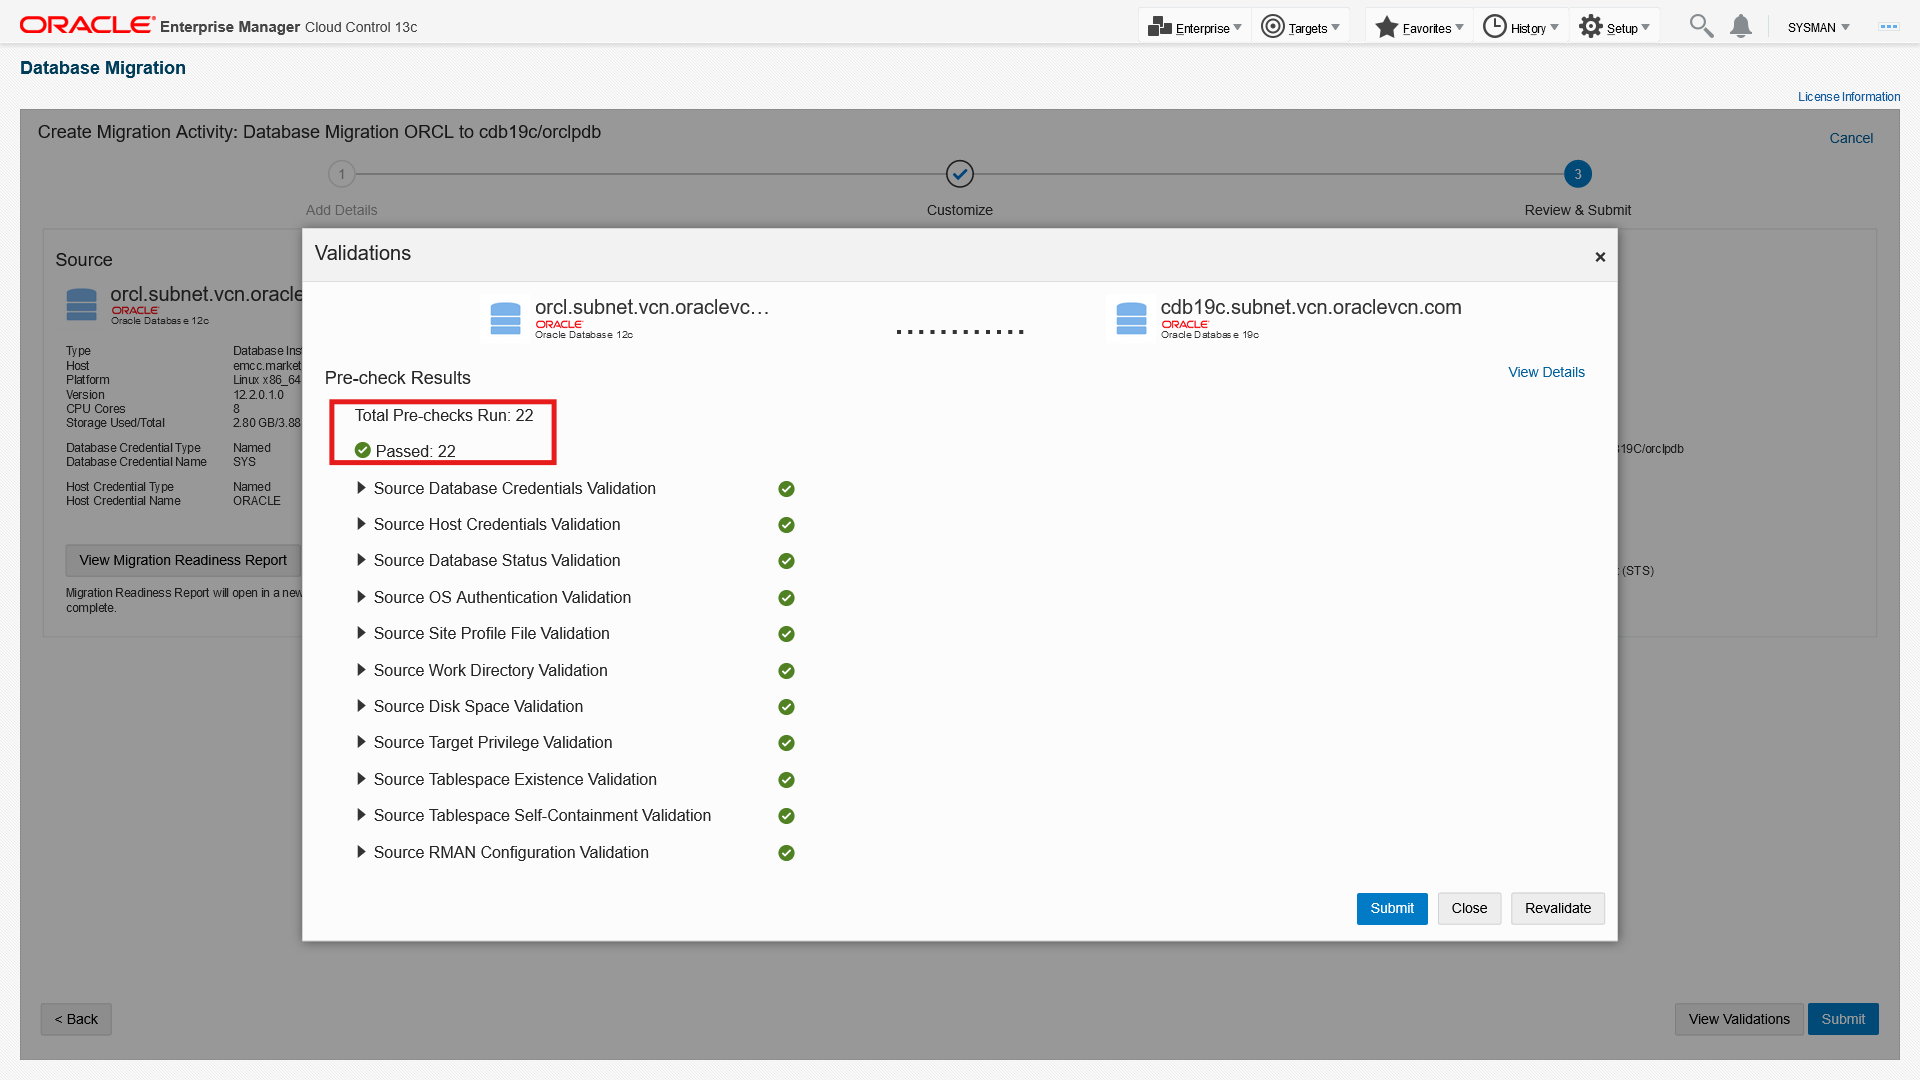 ORACLE Enterprise Manager Cloud Control 13c
Enterprise
Targets
Favorites
History
Setup
SYSMAN
Database Migration
License Information
Create Migration Activity: Database Migration ORCL to cdb19c/orclpdb
Cancel
1
3
Add Details
Customize
Review & Submit
Source
orcl.subnet.vcn.oracle
ORACLE
Oracle Database 12c
Type Database Ins
Host emcc.market
Platform Linux x86_64
Version 12.2.0.1.0
CPU Cores 8
Storage Used/Total 2.80 GB/3.88
Database Credential Type Named
Database Credential Name SYS
Host Credential Type Named
Host Credential Name ORACLE
View Migration Readiness Report
Migration Readiness Report will open in a new
complete.
Validations
×
orcl.subnet.vcn.oraclevc...
ORACLE
Oracle Database 12c
cdb19c.subnet.vcn.oraclevcn.com
ORACLE
Oracle Database 19c
Pre-check Results
View Details
Total Pre-checks Run: 22
Passed: 22
Source Database Credentials Validation
Source Host Credentials Validation
Source Database Status Validation
Source OS Authentication Validation
Source Site Profile File Validation
Source Work Directory Validation
Source Disk Space Validation
Source Target Privilege Validation
Source Tablespace Existence Validation
Source Tablespace Self-Containment Validation
Source RMAN Configuration Validation
Submit
Close
Revalidate
19C/orclpdb
(STS)
< Back
View Validations
Submit